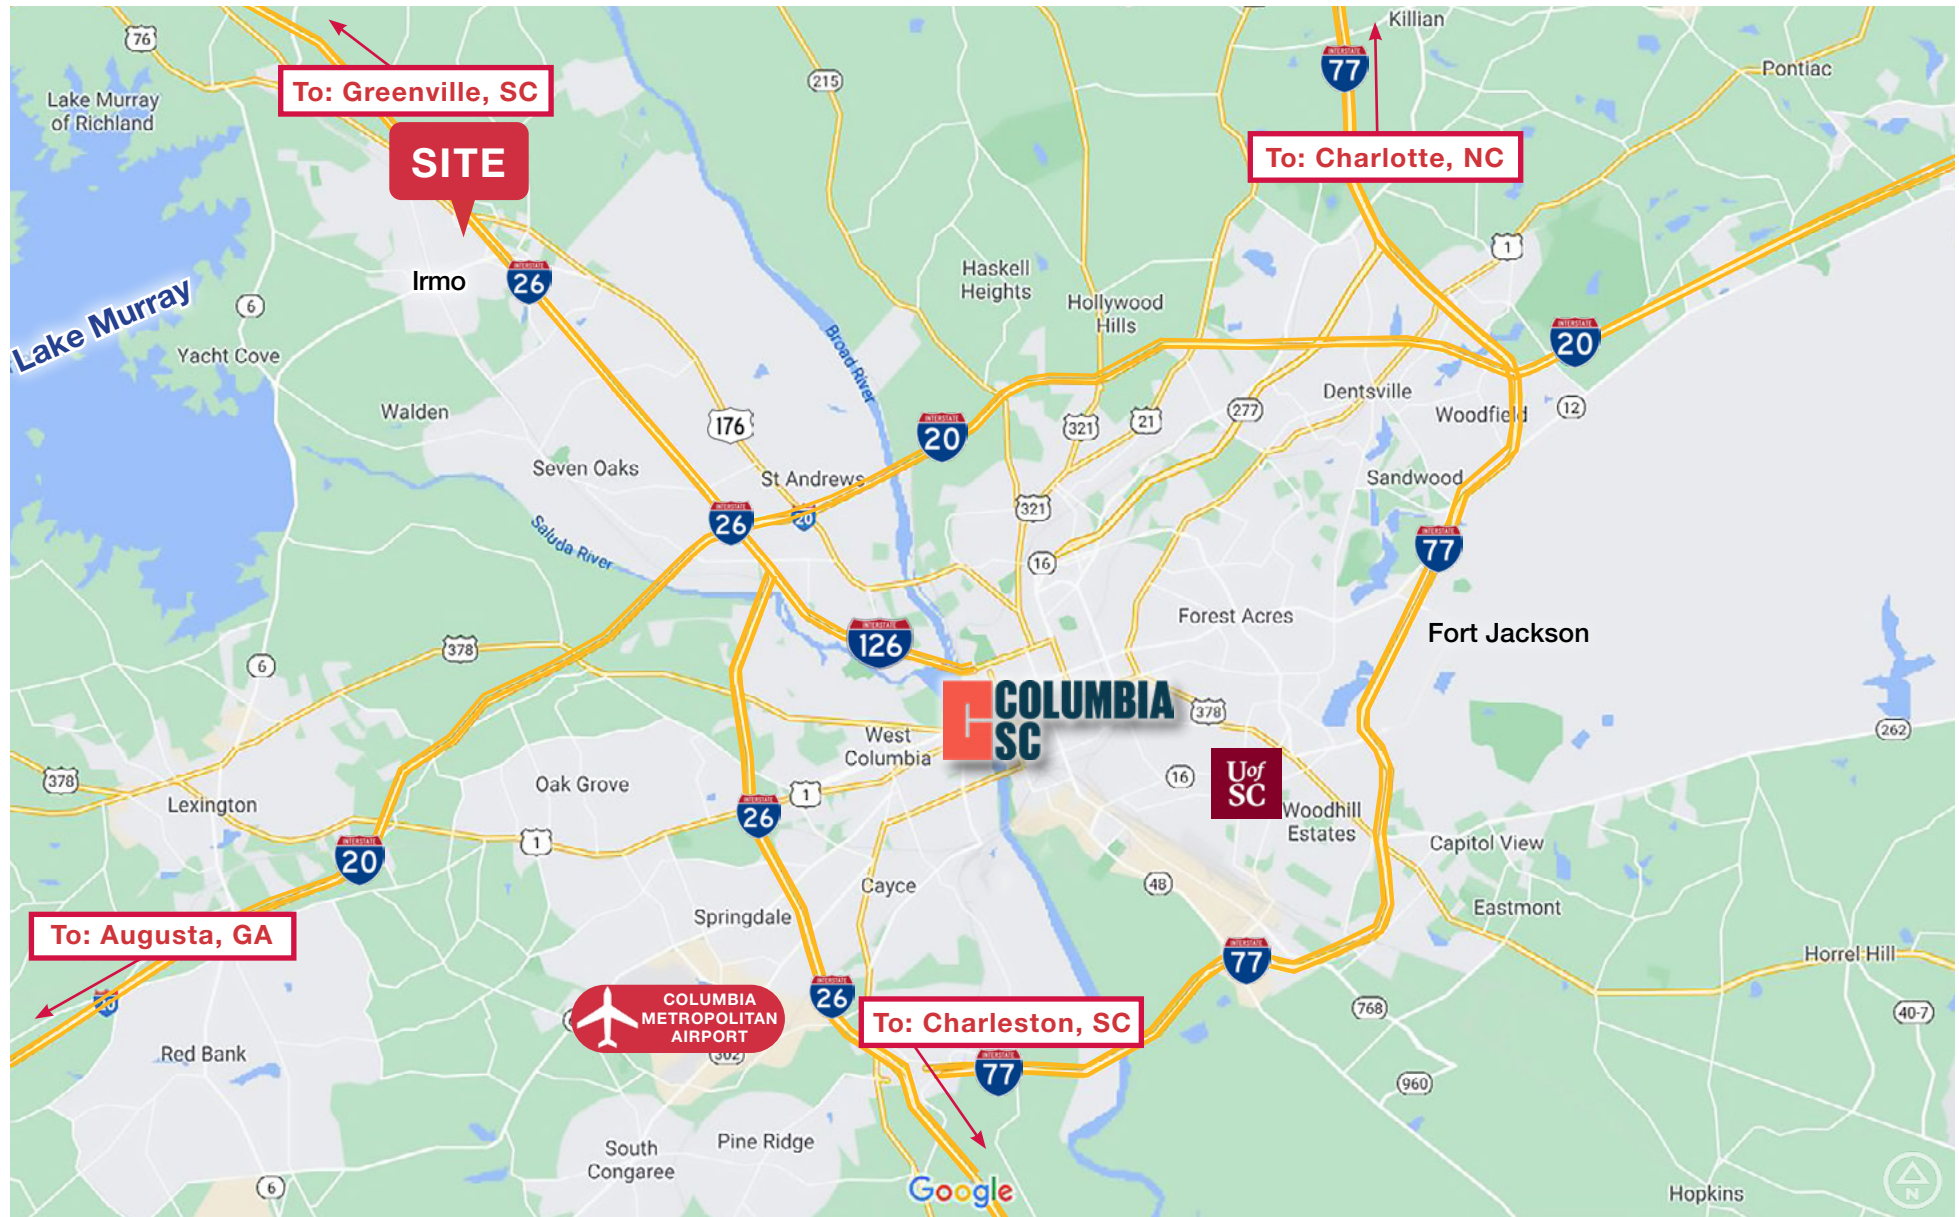 Killian
76
77
Pontiac
215
To: Greenville, SC
Lake Murray
of Richland
To: Charlotte, NC
SITE
1
Haskell
Heights
Irmo
26
Hollywood
Hills
6
Lake Murray
20
Broad River
Yacht Cove
Dentsville
Walden
277
12
Woodfield
176
321
21
20
Seven Oaks
St Andrews
Sandwood
321
26
20
Saluda River
77
16
Forest Acres
126
Fort Jackson
378
6
COLUMBIA
SC
378
262
West
Columbia
378
16
U of
SC
Oak Grove
1
Lexington
26
Woodhill
Estates
1
Capitol View
20
48
Cayce
Eastmont
Springdale
To: Augusta, GA
Horrel Hill
77
26
COLUMBIA
METROPOLITAN
AIRPORT
20
768
40-7
To: Charleston, SC
302
Red Bank
INTERSTATE
77
960
South
Congaree
Pine Ridge
6
Google
Hopkins
N